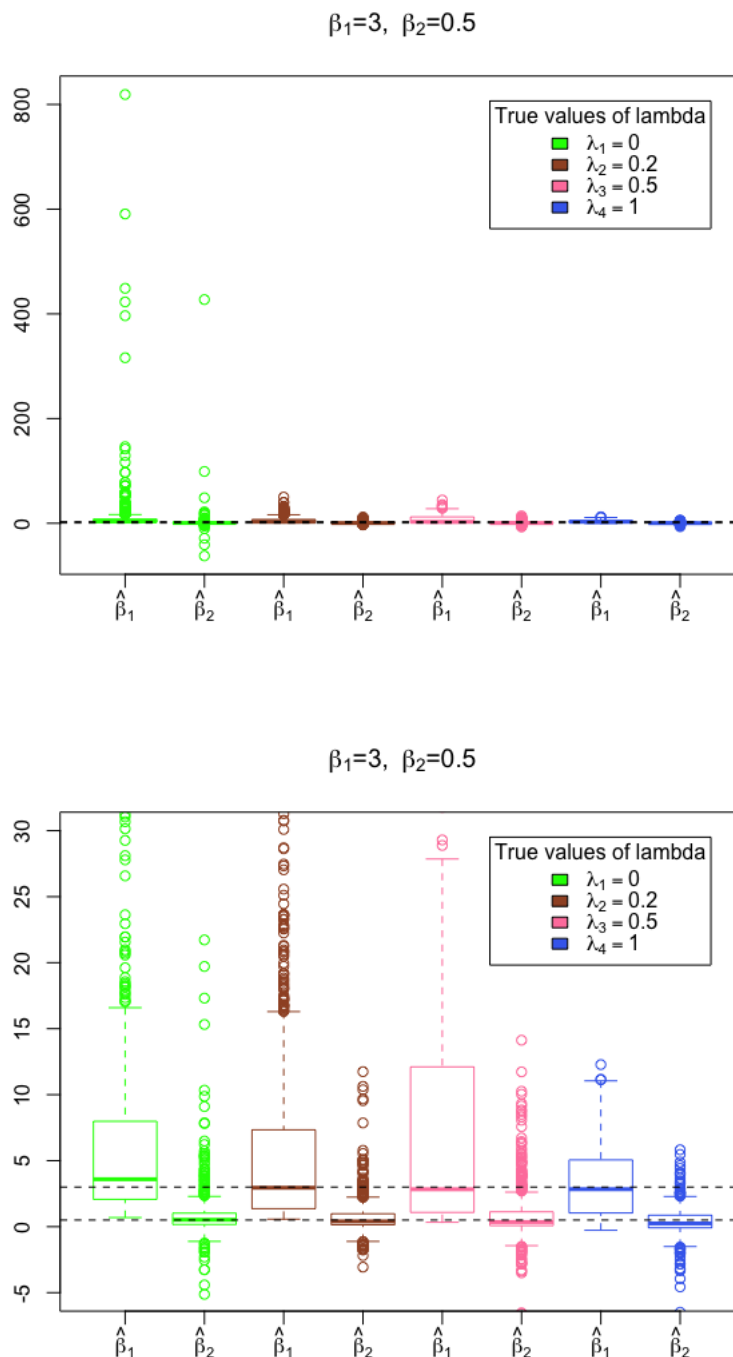 β₁=3, β₂=0.5
800
600
400
200
0
True values of lambda
λ₁ = 0
λ₂ = 0.2
λ₃ = 0.5
λ₄ = 1
β̂₁ β̂₂ β̂₁ β̂₂ β̂₁ β̂₂ β̂₁ β̂₂
β₁=3, β₂=0.5
30
25
20
15
10
5
0
-5
True values of lambda
λ₁ = 0
λ₂ = 0.2
λ₃ = 0.5
λ₄ = 1
β̂₁ β̂₂ β̂₁ β̂₂ β̂₁ β̂₂ β̂₁ β̂₂